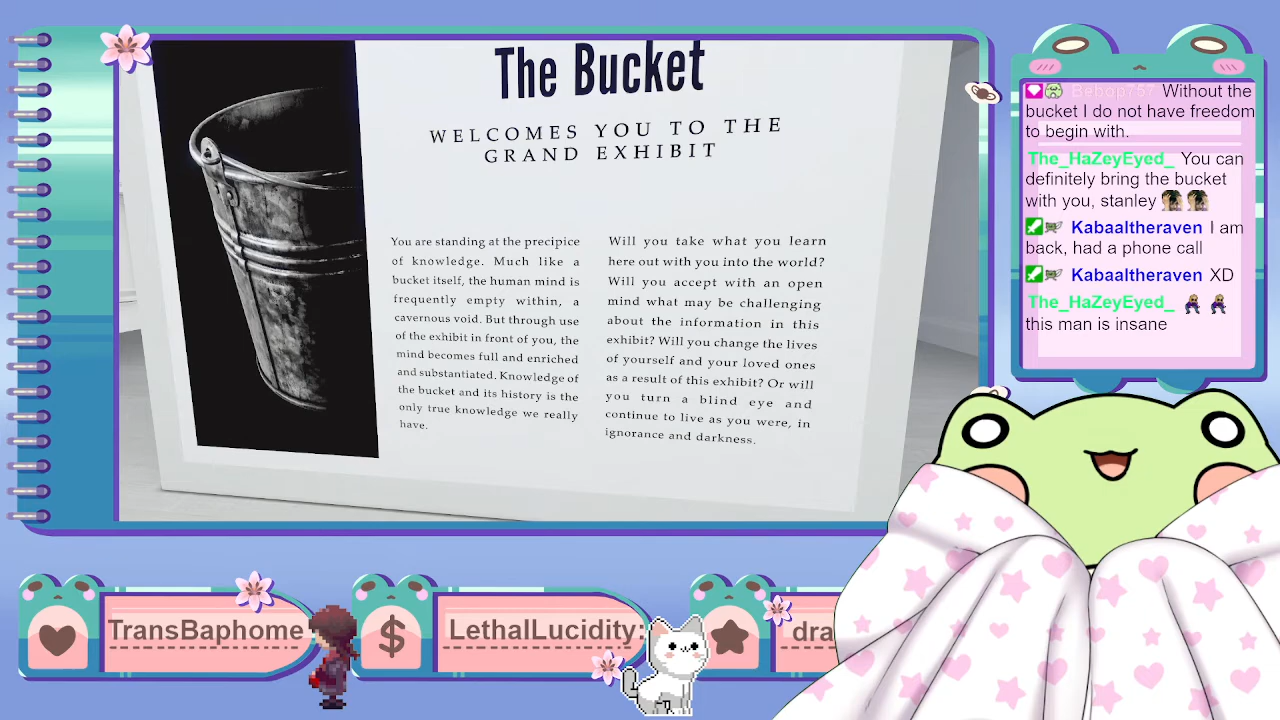 The Bucket
WELCOMES YOU TO THE
GRAND EXHIBIT
You are standing at the precipice
of knowledge. Much like a
bucket itself, the human mind is
frequently empty within, a
cavernous void. But through use
of the exhibit in front of you, the
mind becomes full and enriched
and substantiated. Knowledge of
the bucket and its history is the
only true knowledge we really
have.
Will you take what you learn
here out with you into the world?
Will you accept with an open
mind what may be challenging
about the information in this
exhibit? Will you change the lives
of yourself and your loved ones
as a result of this exhibit? Or will
you turn a blind eye and
continue to live as you were, in
ignorance and darkness.
Bebop757 Without the
bucket I do not have freedom
to begin with.
The_HaZeyEyed_ You can
definitely bring the bucket
with you, stanley
Kabaaltheraven I am
back, had a phone call
Kabaaltheraven XD
The_HaZeyEyed_
this man is insane
TransBaphome
$
LethalLucidity:
dra